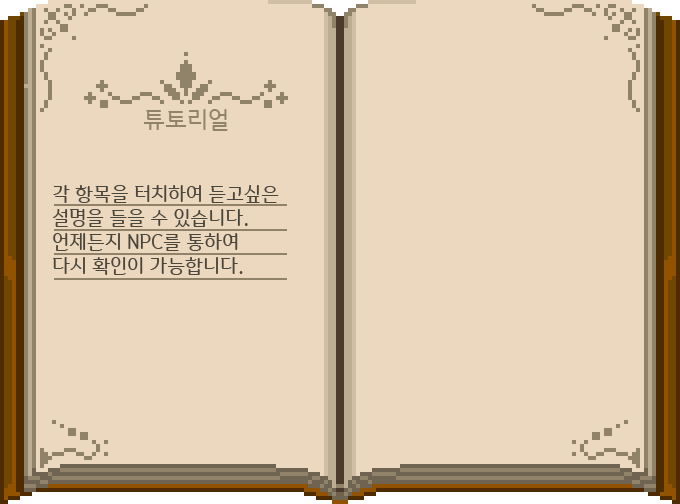 튜토리얼
각 항목을 터치하여 듣고싶은
설명을 들을 수 있습니다.
언제든지 NPC를 통하여
다시 확인이 가능합니다.